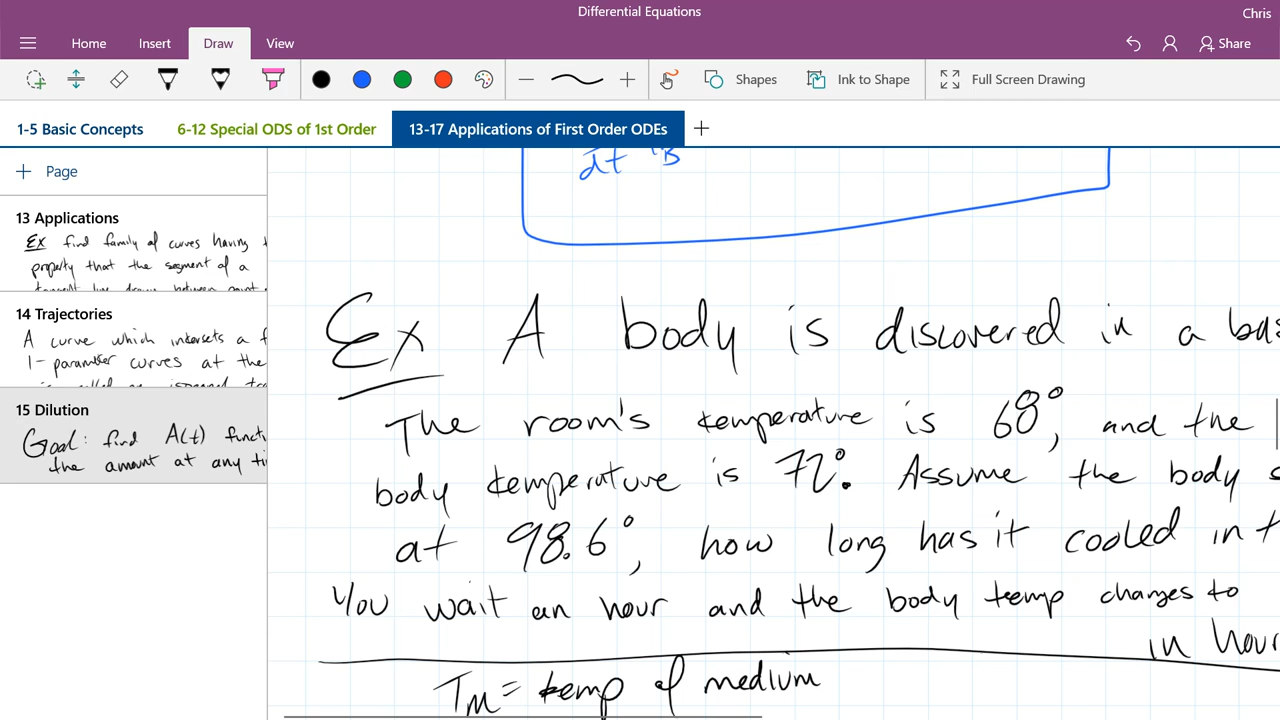 Differential Equations
Chris
Home Insert Draw View Share
Shapes Ink to Shape Full Screen Drawing
1-5 Basic Concepts 6-12 Special ODS of 1st Order 13-17 Applications of First Order ODEs
Page
13 Applications
Ex find family of curves having
property that the segment of a
14 Trajectories
A curve which intersects a
1-parameter curves at the
15 Dilution
Goal: find A(t) functi
the amount at any ti
dt TB
Ex A body is discovered in a bas
The room's temperature is 68°, and the
body temperature is 72°. Assume the body s
at 98.6°, how long has it cooled in t
You wait an hour and the body temp changes to
in hour
TM = temp of medium